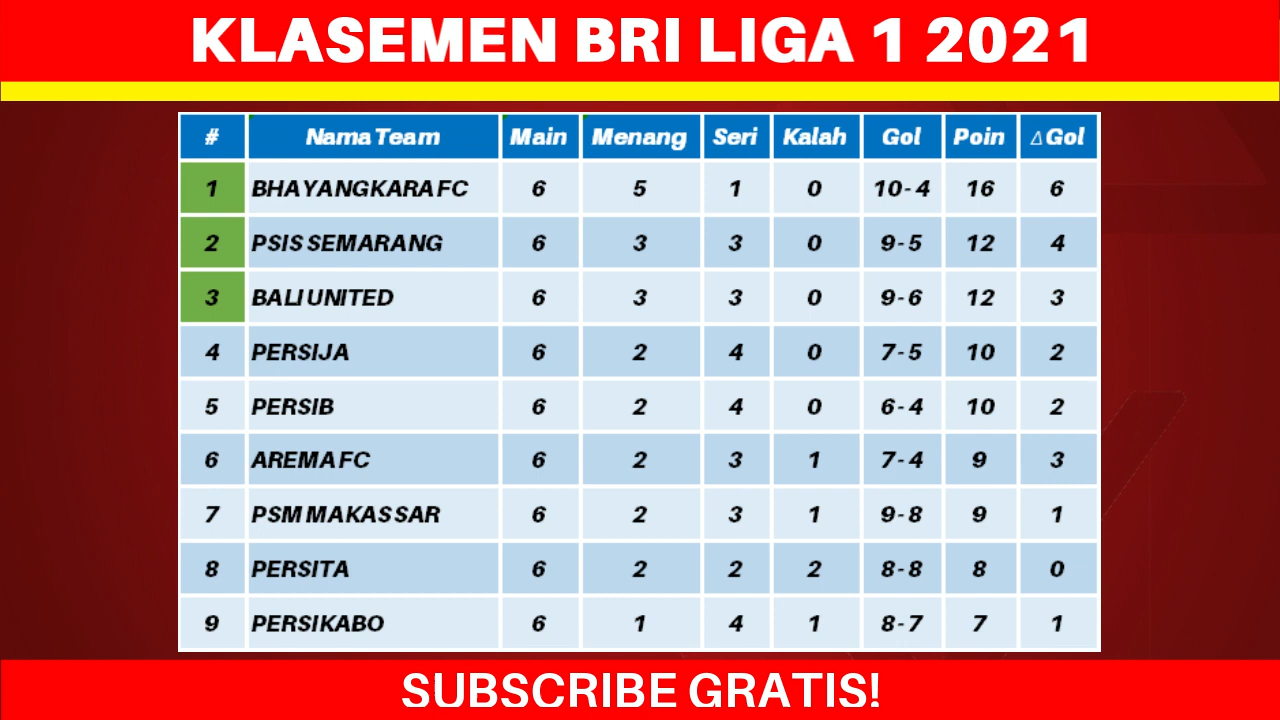 KLASEMEN BRI LIGA 1 2021
# Nama Team Main Menang Seri Kalah Gol Poin △Gol
1 BHAYANGKARA FC 6 5 1 0 10-4 16 6
2 PSIS SEMARANG 6 3 3 0 9-5 12 4
3 BALI UNITED 6 3 3 0 9-6 12 3
4 PERSIJA 6 2 4 0 7-5 10 2
5 PERSIB 6 2 4 0 6-4 10 2
6 AREMA FC 6 2 3 1 7-4 9 3
7 PSM MAKASSAR 6 2 3 1 9-8 9 1
8 PERSITA 6 2 2 2 8-8 8 0
9 PERSIKABO 6 1 4 1 8-7 7 1
SUBSCRIBE GRATIS!